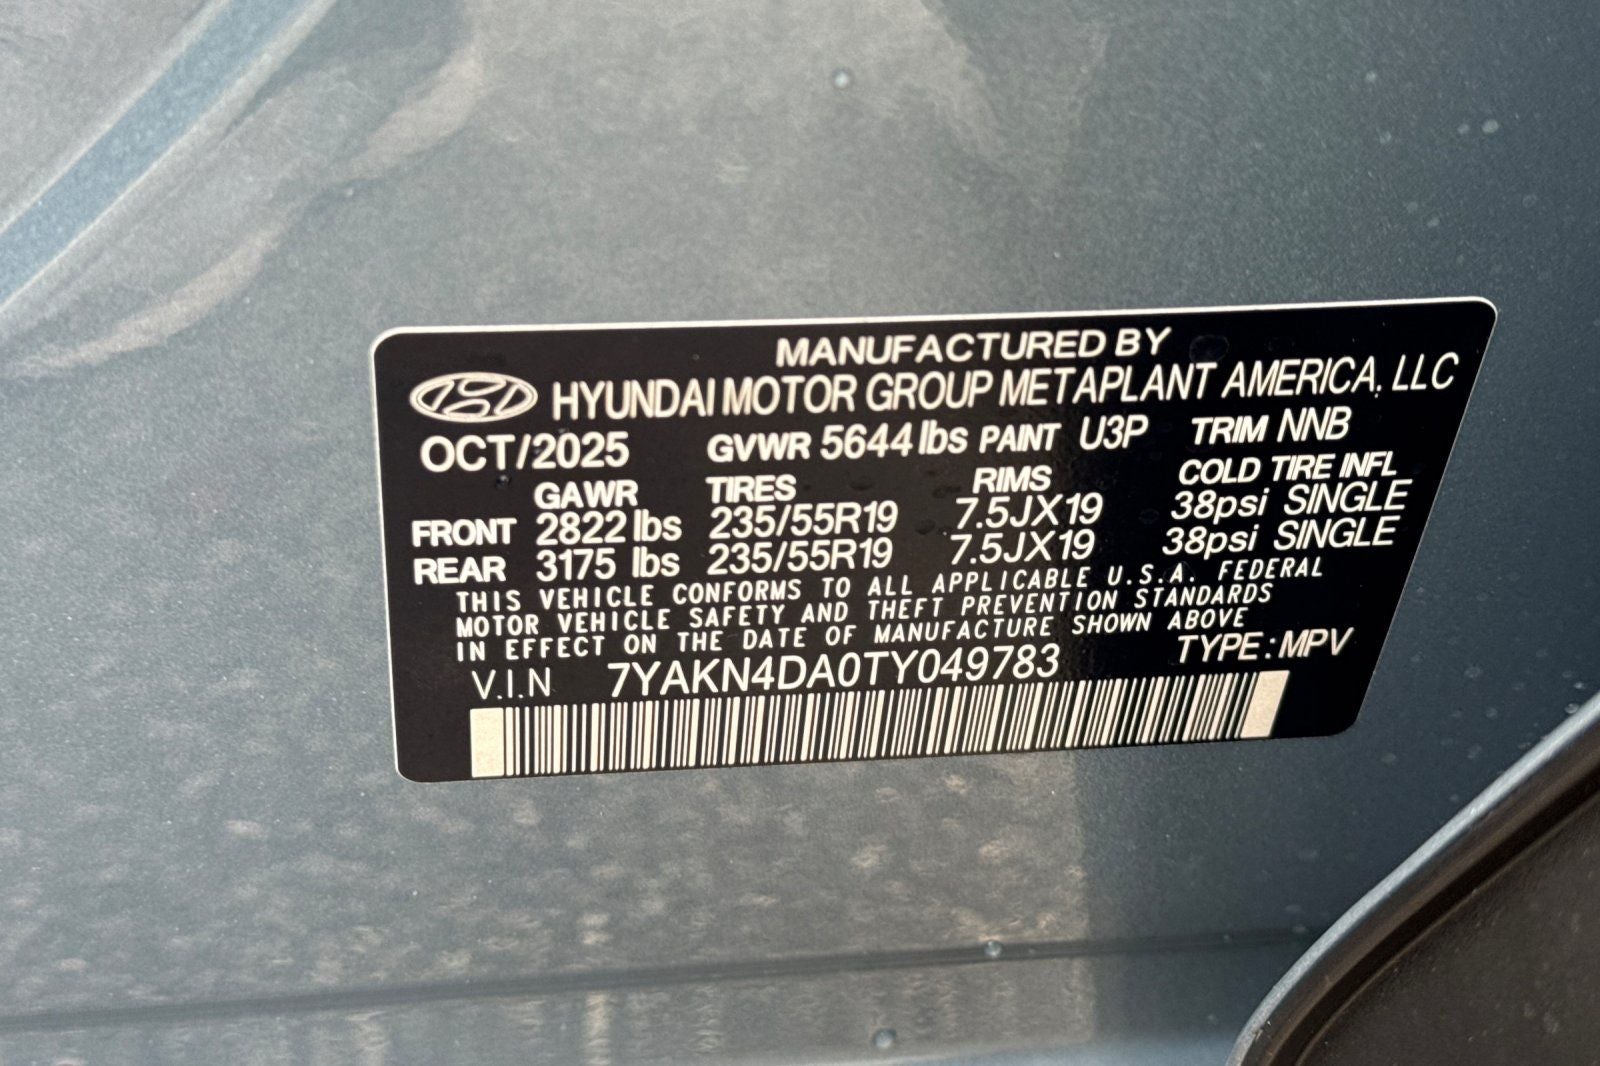 MANUFACTURED BY
HYUNDAI MOTOR GROUP METAPLANT AMERICA, LLC
OCT/2025 GVWR 5644 lbs PAINT U3P TRIM NNB
GAWR TIRES RIMS COLD TIRE INFL
FRONT 2822 lbs 235/55R19 7.5JX19 38psi SINGLE
REAR 3175 lbs 235/55R19 7.5JX19 38psi SINGLE
THIS VEHICLE CONFORMS TO ALL APPLICABLE U.S.A. FEDERAL
MOTOR VEHICLE SAFETY AND THEFT PREVENTION STANDARDS
IN EFFECT ON THE DATE OF MANUFACTURE SHOWN ABOVE
V.I.N 7YAKN4DA0TY049783 TYPE: MPV